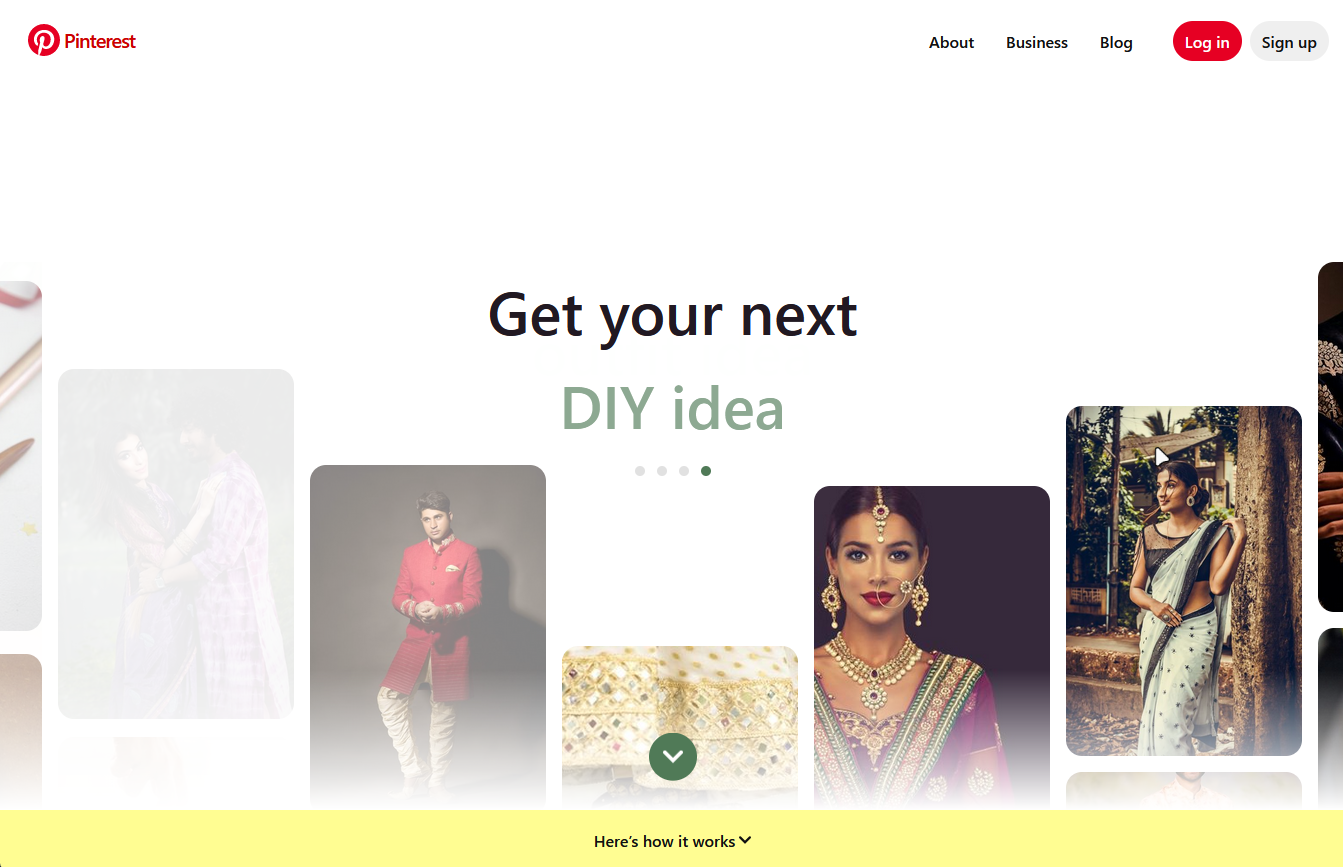 Pinterest
About
Business
Blog
Log in
Sign up
Get your next
DIY idea
Here's how it works